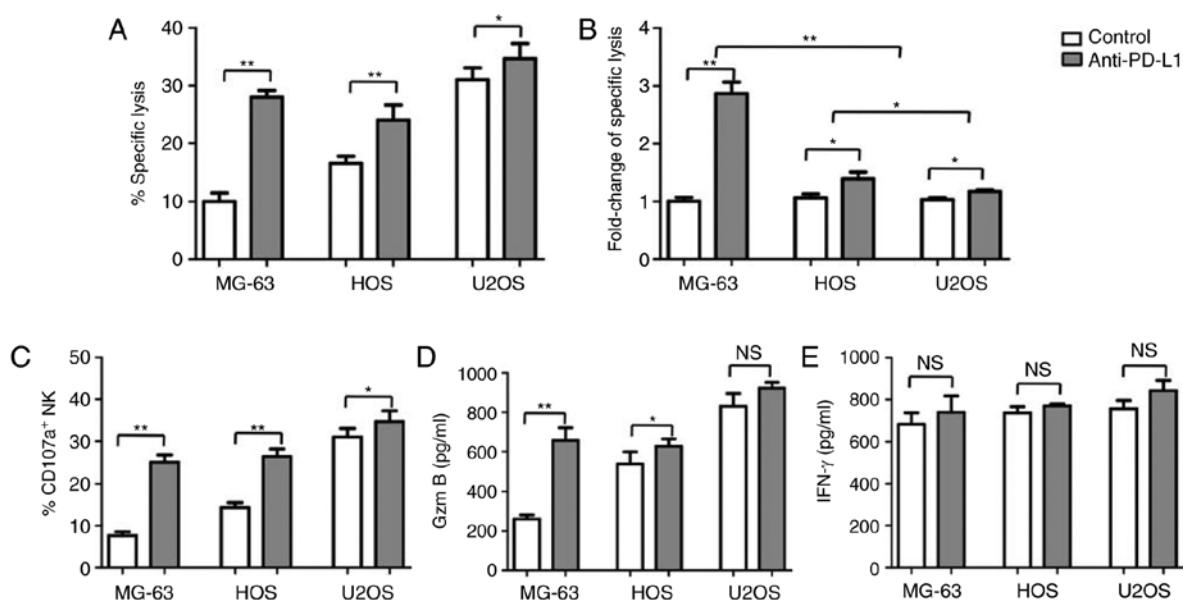 A
% Specific lysis
40
30
20
10
0
**
**
*
MG-63
HOS
U2OS
B
Fold-change of specific lysis
4
3
2
1
0
**
**
*
*
*
MG-63
HOS
U2OS
Control
Anti-PD-L1
C
% CD107a⁺ NK
50
40
30
20
10
0
**
**
*
MG-63
HOS
U2OS
D
Gzm B (pg/ml)
1000
800
600
400
200
0
**
*
NS
MG-63
HOS
U2OS
E
IFN-γ (pg/ml)
1000
800
600
400
200
0
NS
NS
NS
MG-63
HOS
U2OS